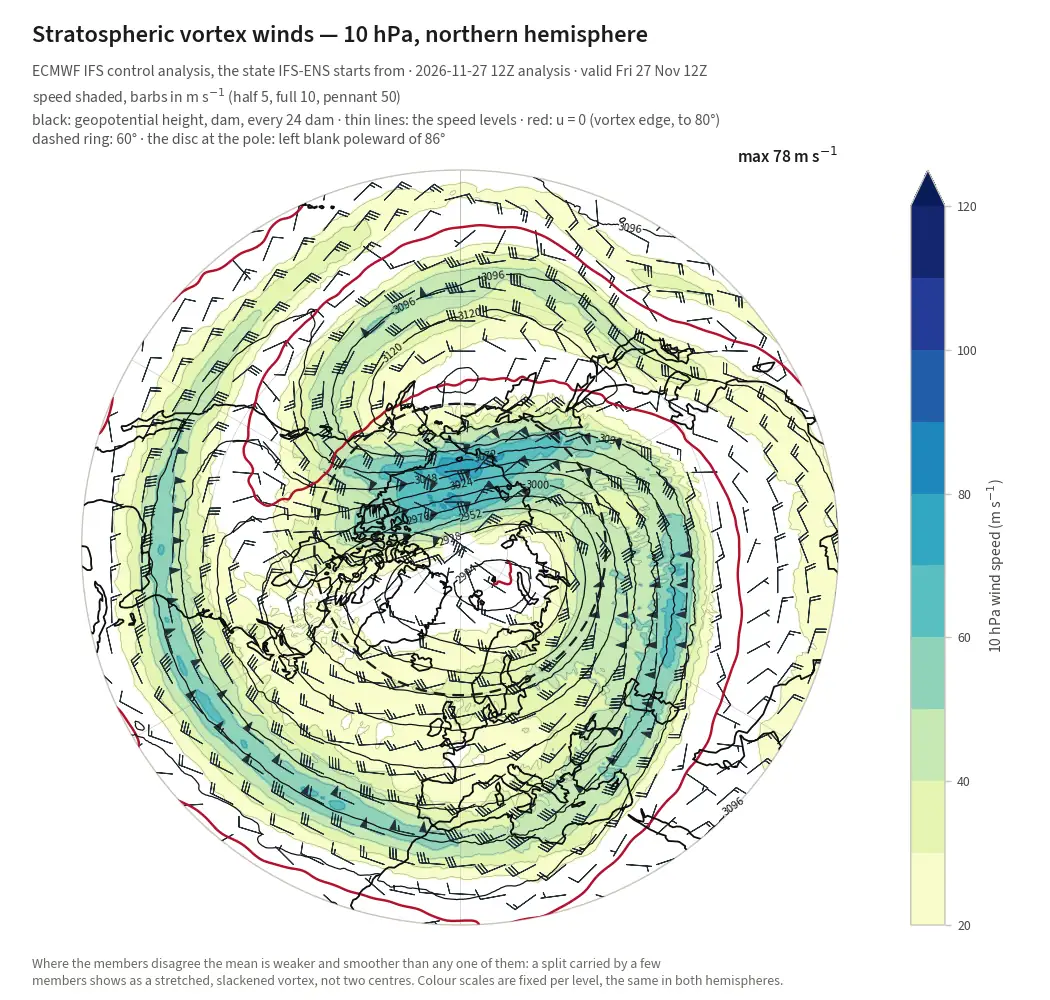 Stratospheric vortex winds — 10 hPa, northern hemisphere
ECMWF IFS control analysis, the state IFS-ENS starts from · 2026-11-27 12Z analysis · valid Fri 27 Nov 12Z
speed shaded, barbs in m s⁻¹ (half 5, full 10, pennant 50)
black: geopotential height, dam, every 24 dam · thin lines: the speed levels · red: u = 0 (vortex edge, to 80°)
dashed ring: 60° · the disc at the pole: left blank poleward of 86°
max 78 m s⁻¹
120
100
80
60
40
20
10 hPa wind speed (m s⁻¹)
3096
3096
3096
3120
3120
3048
3024
3000
2976
2952
2928
3096
Where the members disagree the mean is weaker and smoother than any one of them: a split carried by a few
members shows as a stretched, slackened vortex, not two centres. Colour scales are fixed per level, the same in both hemispheres.